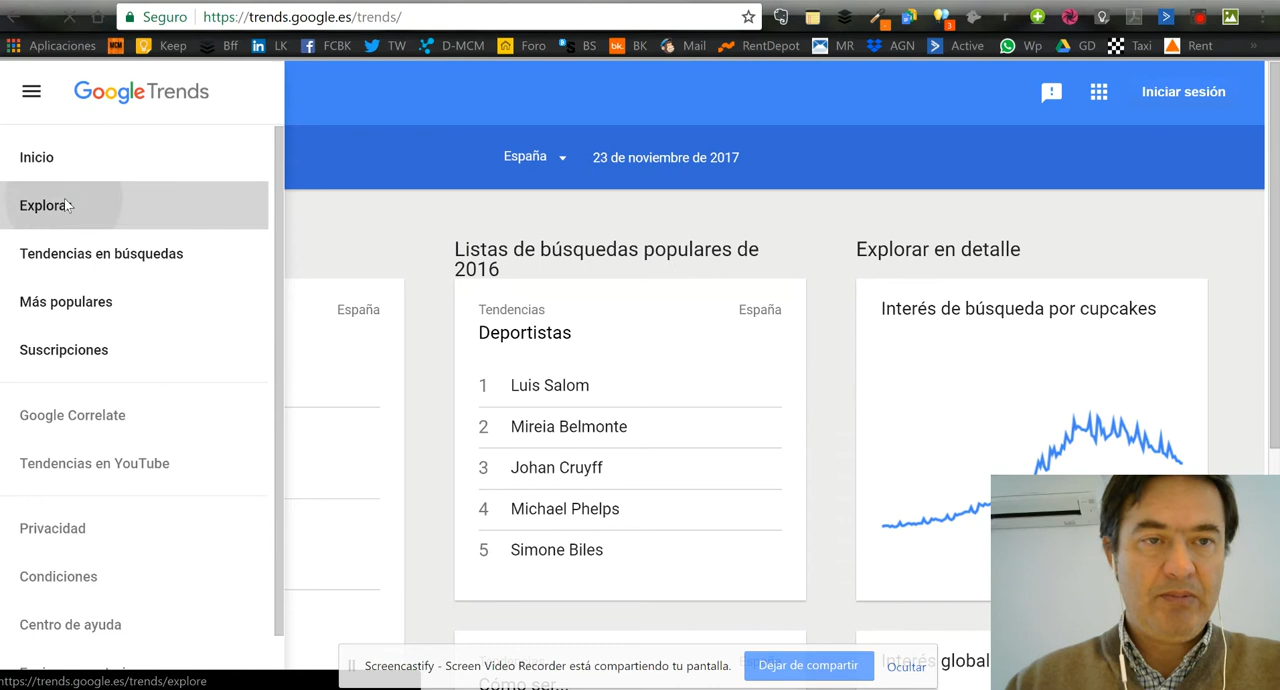 Seguro https://trends.google.es/trends/
Aplicaciones MCM Keep Bff LK FCBK TW D-MCM Foro BS BK Mail RentDepot MR AGN Active Wp GD Taxi Rent »
Google Trends
Iniciar sesión
España 23 de noviembre de 2017
Inicio
Explorar
Tendencias en búsquedas
Más populares
Suscripciones
Google Correlate
Tendencias en YouTube
Privacidad
Condiciones
Centro de ayuda
España
Listas de búsquedas populares de
2016
Tendencias España
Deportistas
1 Luis Salom
2 Mireia Belmonte
3 Johan Cruyff
4 Michael Phelps
5 Simone Biles
Cómo ser...
Explorar en detalle
Interés de búsqueda por cupcakes
Interés global
Screencastify - Screen Video Recorder está compartiendo tu pantalla. Dejar de compartir Ocultar
https://trends.google.es/trends/explore